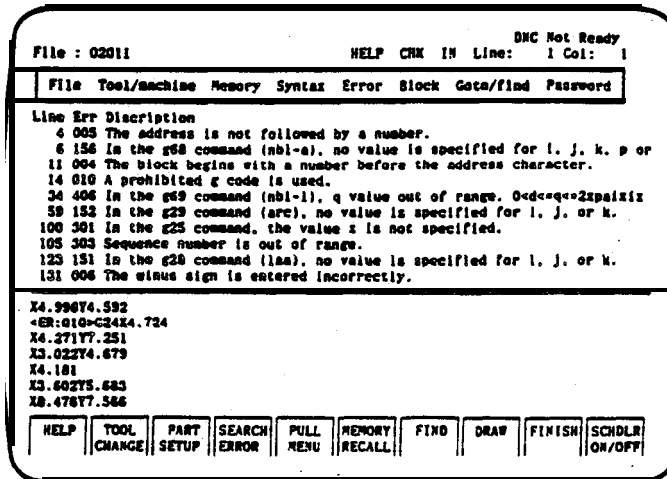 DNC Not Ready
File : O2011 HELP CHX IN Line: 1 Col: 1
File Tool/machine Memory Syntax Error Block Goto/find Password
Line Err Discription
4 005 The address is not followed by a number.
6 156 In the g68 command (nbl-a), no value is specified for i, j, k, p or
11 004 The block begins with a number before the address character.
14 010 A prohibited g code is used.
34 406 In the g69 command (nbl-l), q value out of range.
59 152 In the g29 command (arc), no value is specified for i, j, or k.
100 301 In the g25 command, the value z is not specified.
105 303 Sequence number is out of range.
123 151 In the g28 command (laa), no value is specified for i, j, or k.
131 006 The minus sign is entered incorrectly.
X4.996Y4.592
<ER:010>G24X4.724
X4.271Y7.251
X3.022Y4.679
X4.181
X3.602Y5.683
X8.478Y7.566
HELP TOOL CHANGE PART SETUP SEARCH ERROR PULL MENU MEMORY RECALL FIND DRAW FINISH SCHDLR ON/OFF